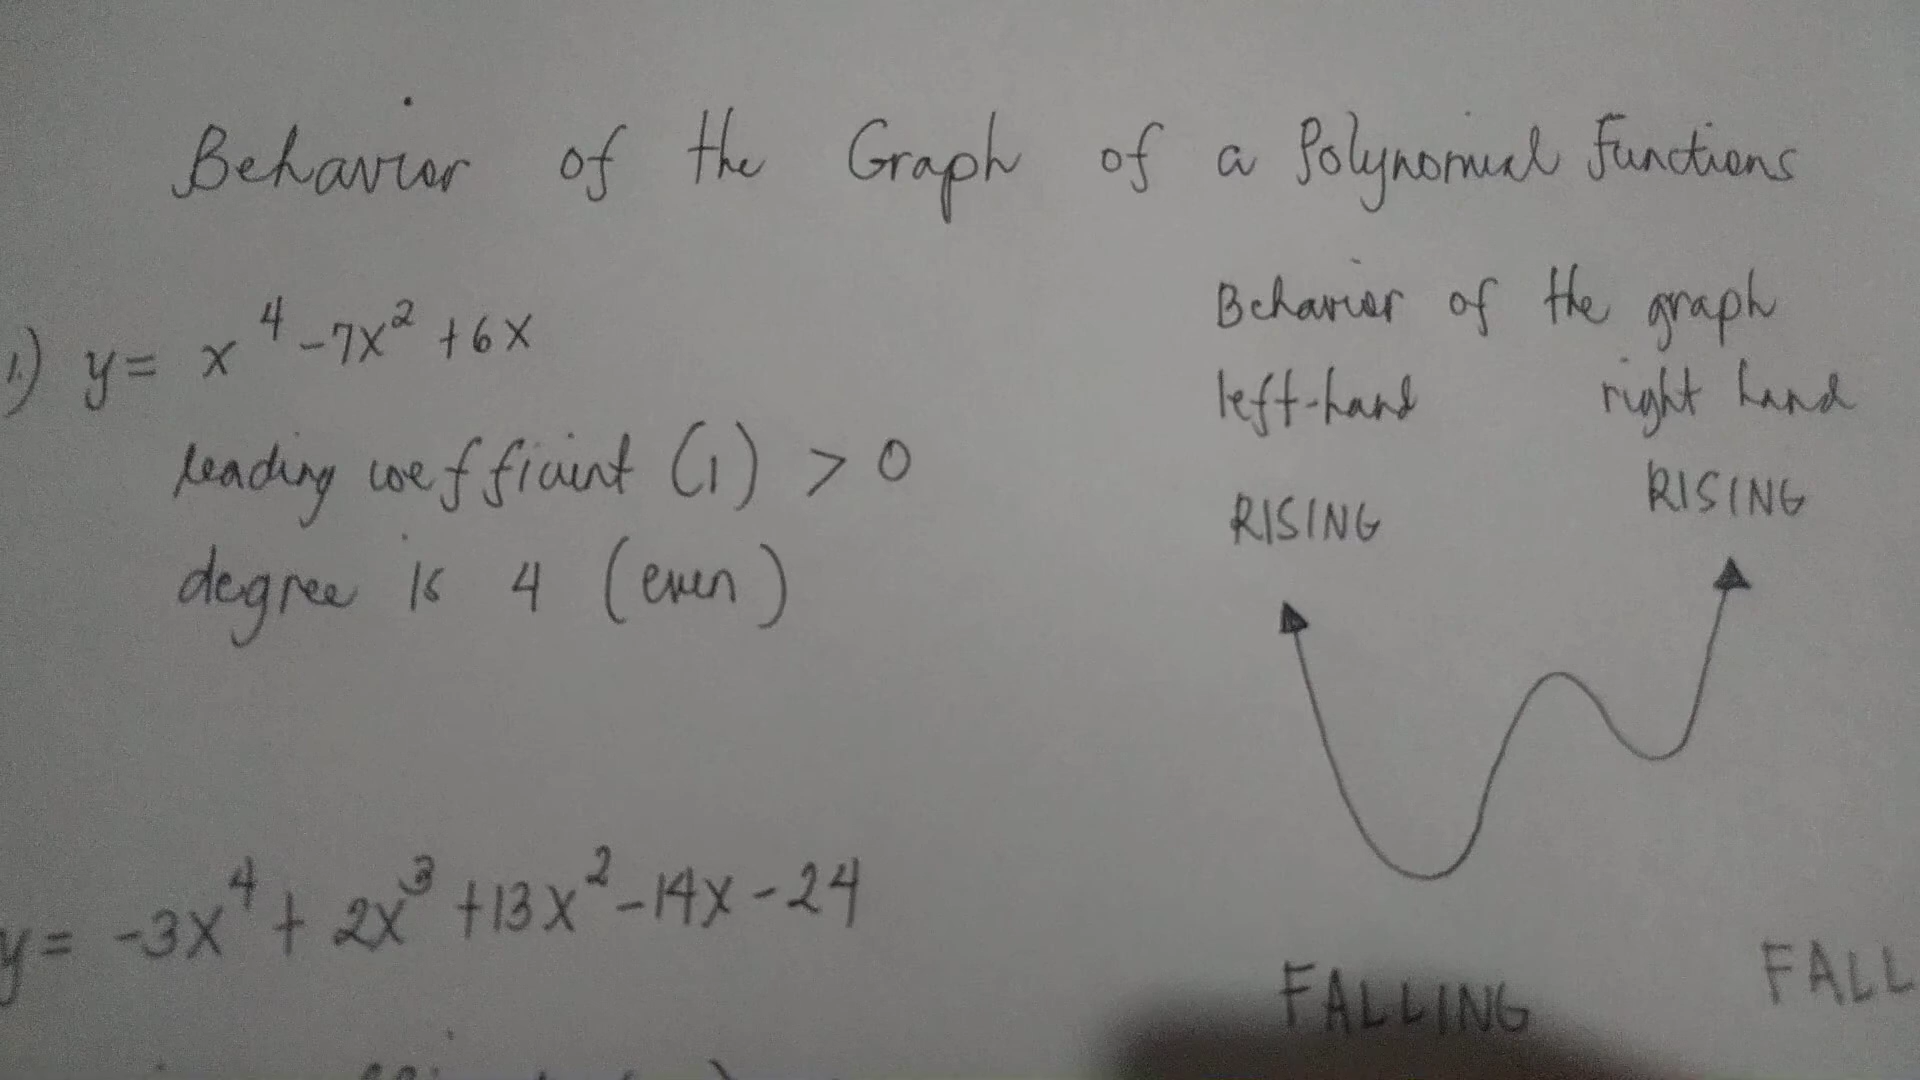 Behavior of the Graph of a Polynomial Functions
1.) y = x⁴ - 7x² + 6x
leading coefficient (1) > 0
degree is 4 (even)
Behavior of the graph
left-hand right hand
RISING RISING
y = -3x⁴ + 2x³ + 13x² - 14x - 24
FALLING FALL